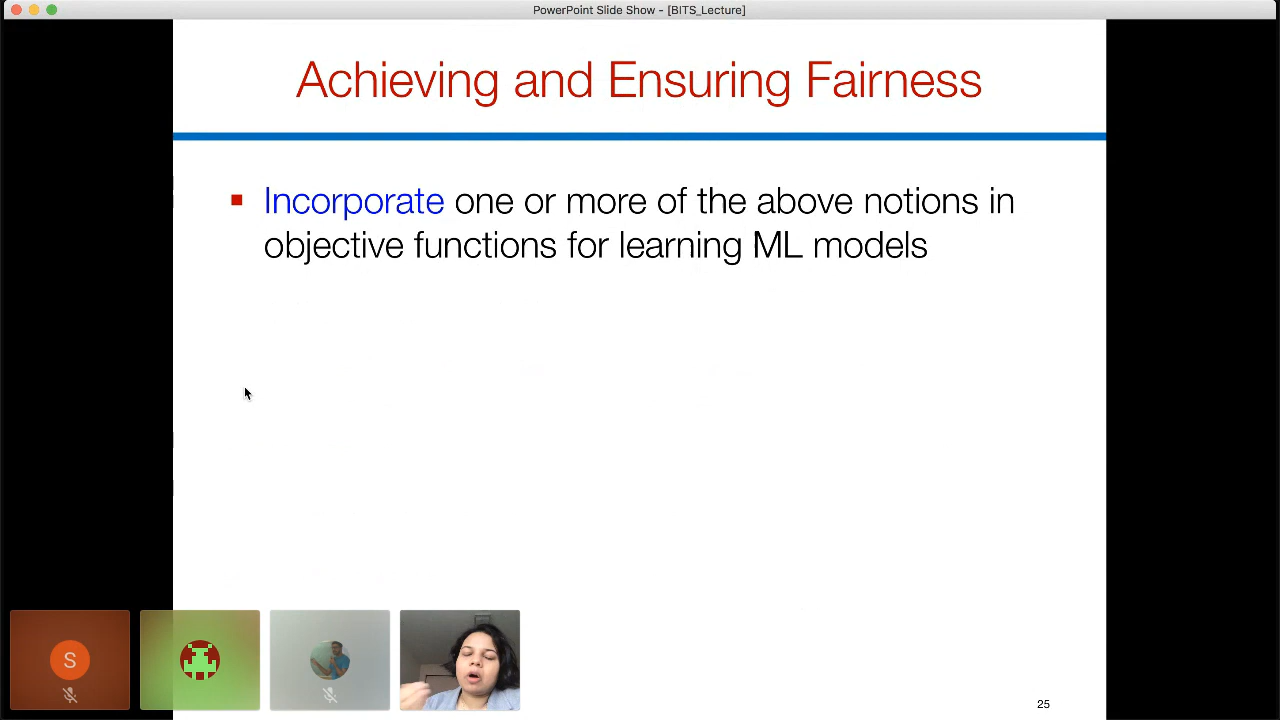 PowerPoint Slide Show - [BITS_Lecture]
Achieving and Ensuring Fairness
Incorporate one or more of the above notions in
objective functions for learning ML models
S
25